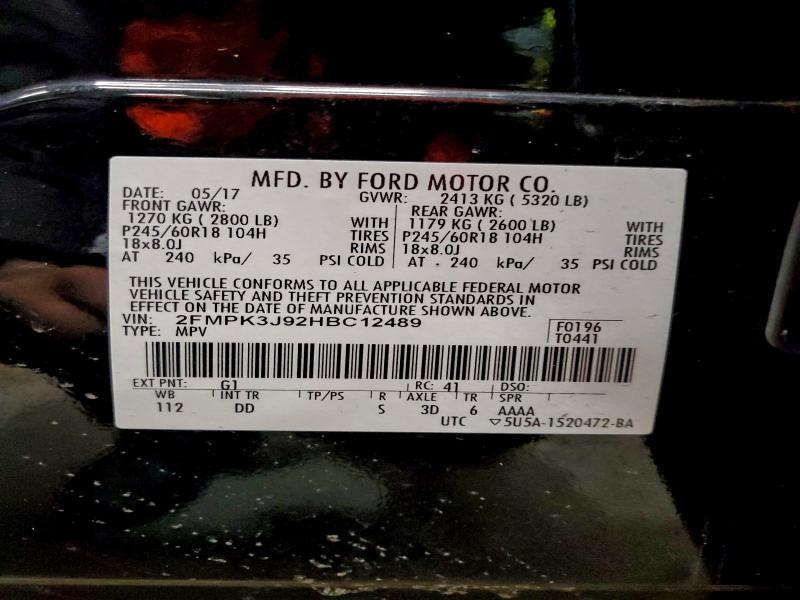 MFD. BY FORD MOTOR CO.
DATE: 05/17 GVWR: 2413 KG ( 5320 LB)
FRONT GAWR: REAR GAWR:
1270 KG ( 2800 LB) WITH 1179 KG ( 2600 LB) WITH
P245/60R18 104H TIRES P245/60R18 104H TIRES
18x8.0J RIMS 18x8.0J RIMS
AT 240 kPa/ 35 PSI COLD AT 240 kPa/ 35 PSI COLD
THIS VEHICLE CONFORMS TO ALL APPLICABLE FEDERAL MOTOR
VEHICLE SAFETY AND THEFT PREVENTION STANDARDS IN
EFFECT ON THE DATE OF MANUFACTURE SHOWN ABOVE.
VIN: 2FMPK3J92HBC12489 F0196
TYPE: MPV T0441
EXT PNT: G1 RC: 41 DSO:
WB INT TR TP/PS R AXLE TR SPR
112 DD S 3D 6 AAAA
UTC ▽5U5A-1520472-BA